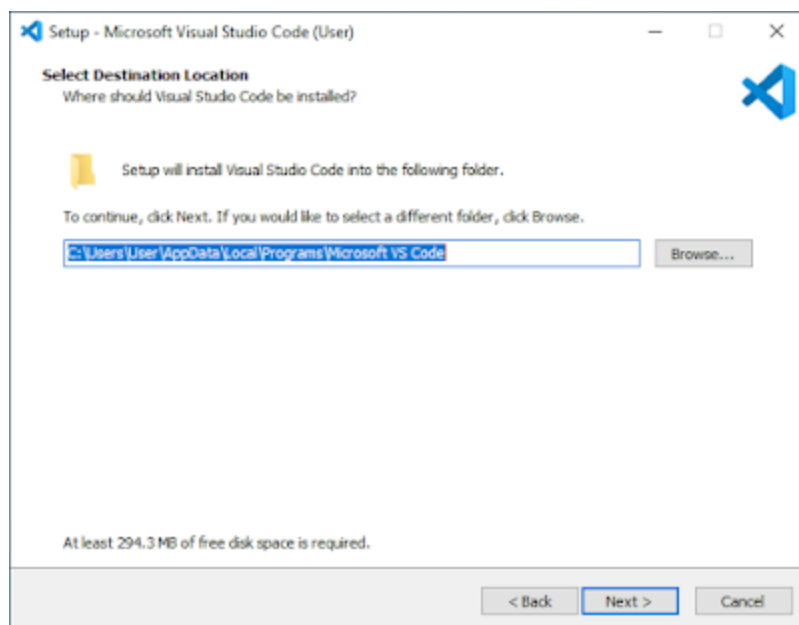 Setup - Microsoft Visual Studio Code (User)
Select Destination Location
Where should Visual Studio Code be installed?
Setup will install Visual Studio Code into the following folder.
To continue, click Next. If you would like to select a different folder, click Browse.
C:\Users\User\AppData\Local\Programs\Microsoft VS Code
Browse...
At least 294.3 MB of free disk space is required.
< Back
Next >
Cancel